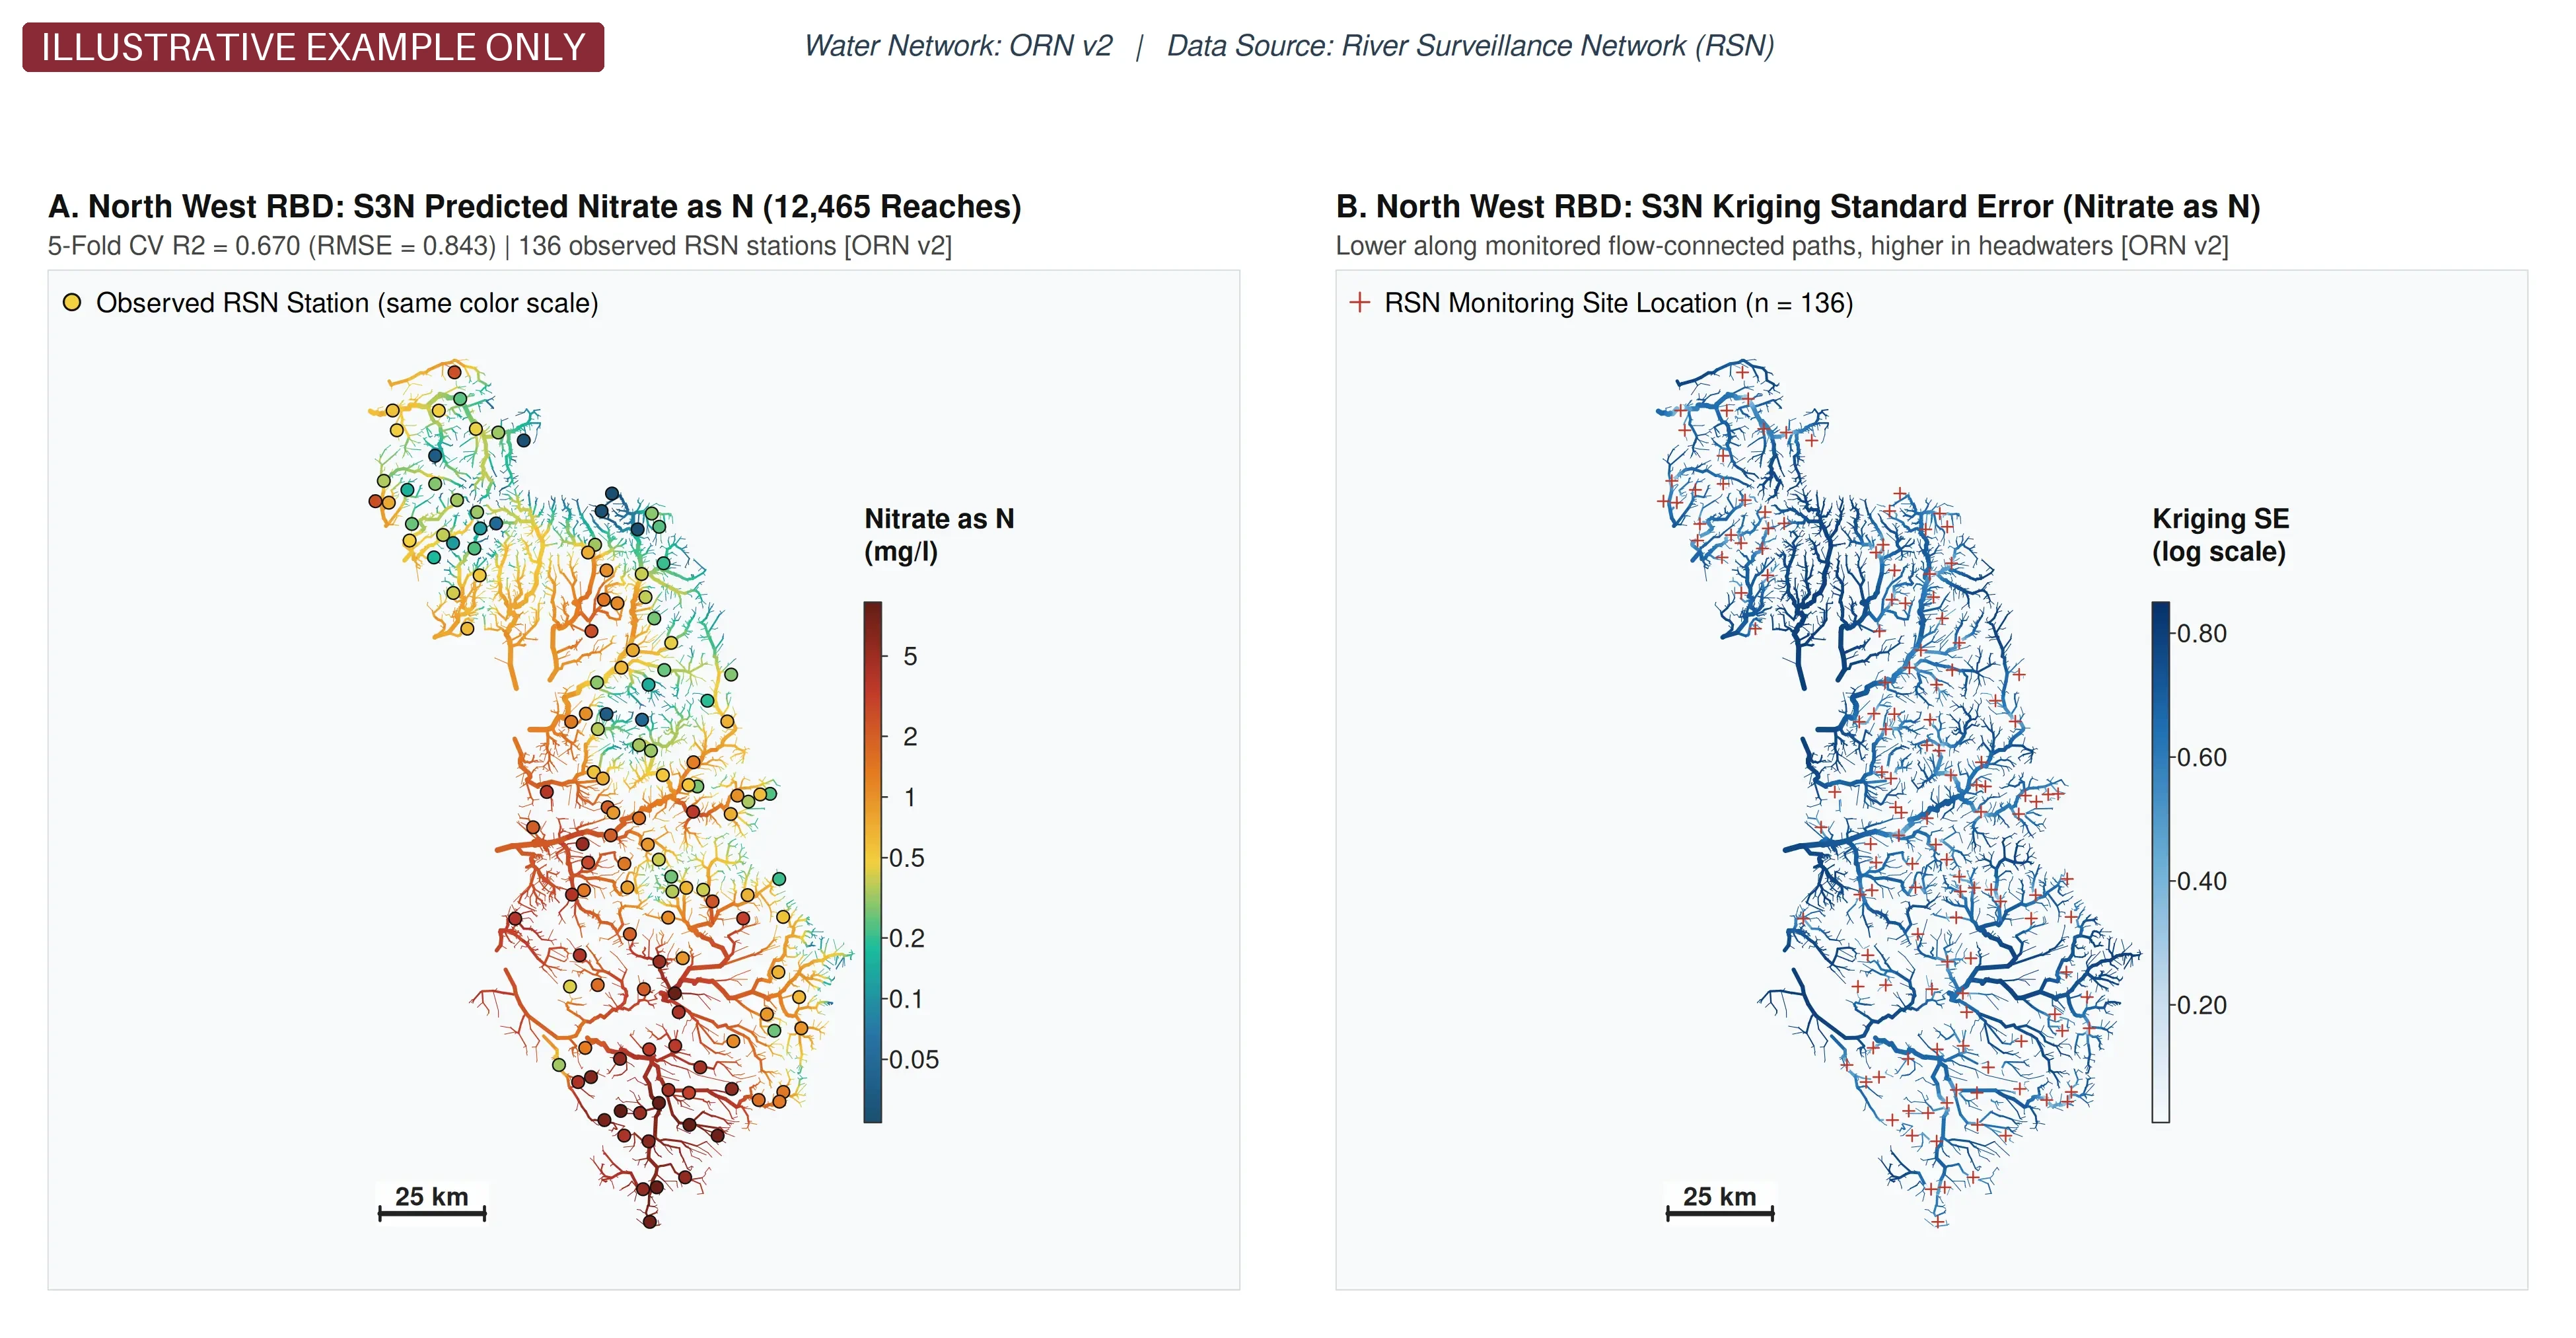 ILLUSTRATIVE EXAMPLE ONLY
Water Network: ORN v2 | Data Source: River Surveillance Network (RSN)
A. North West RBD: S3N Predicted Nitrate as N (12,465 Reaches)
5-Fold CV R2 = 0.670 (RMSE = 0.843) | 136 observed RSN stations [ORN v2]
Observed RSN Station (same color scale)
Nitrate as N
(mg/l)
5
2
1
0.5
0.2
0.1
0.05
25 km
B. North West RBD: S3N Kriging Standard Error (Nitrate as N)
Lower along monitored flow-connected paths, higher in headwaters [ORN v2]
RSN Monitoring Site Location (n = 136)
Kriging SE
(log scale)
0.80
0.60
0.40
0.20
25 km